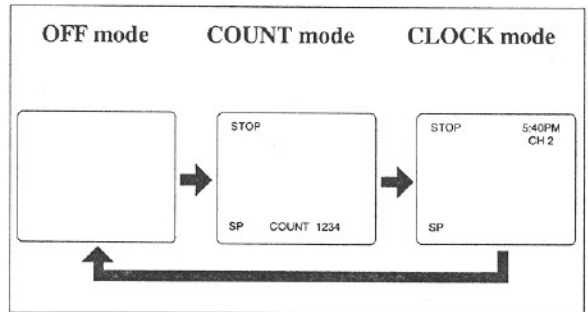 OFF mode COUNT mode CLOCK mode
STOP
SP COUNT 1234
STOP 5:40PM
CH 2
SP